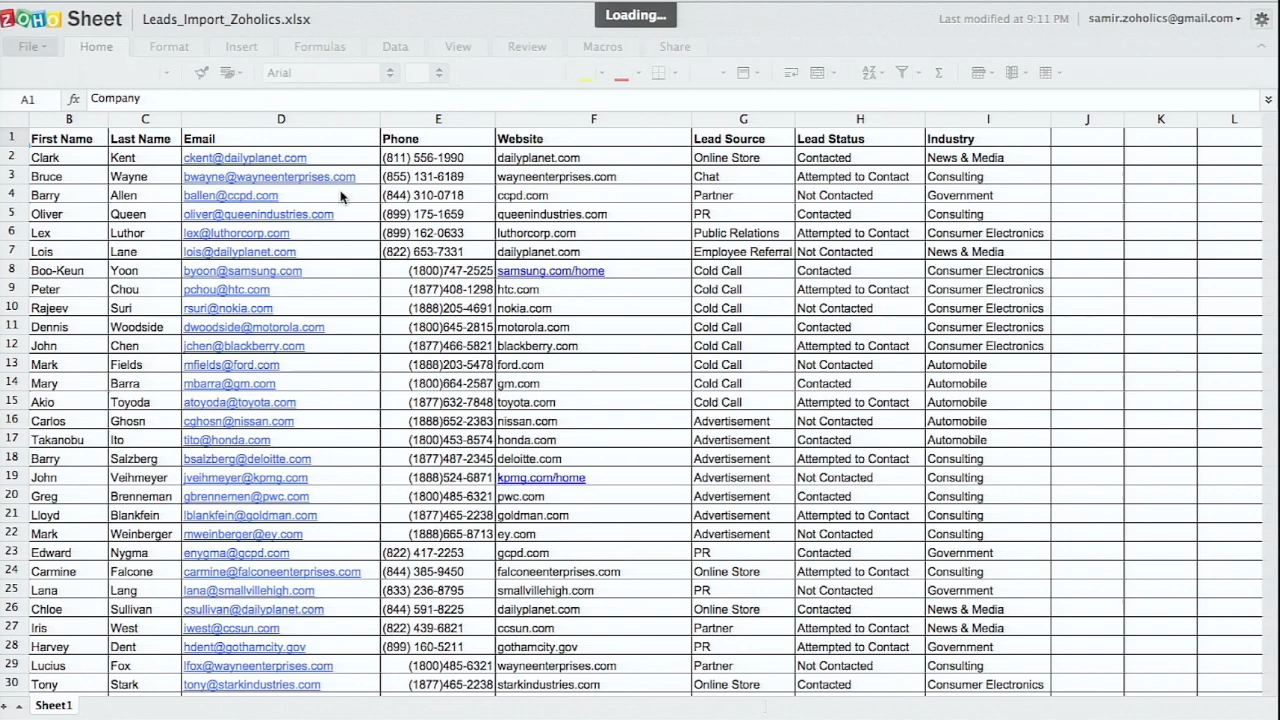 ZOHO Sheet Leads_Import_Zoholics.xlsx Loading... Last modified at 9:11 PM samir.zoholics@gmail.com
File Home Format Insert Formulas Data View Review Macros Share
Arial Σ
A1 fx Company
B C D E F G H I J K L
1 First Name Last Name Email Phone Website Lead Source Lead Status Industry
2 Clark Kent ckent@dailyplanet.com (811) 556-1990 dailyplanet.com Online Store Contacted News & Media
3 Bruce Wayne bwayne@wayneenterprises.com (855) 131-6189 wayneenterprises.com Chat Attempted to Contact Consulting
4 Barry Allen ballen@ccpd.com (844) 310-0718 ccpd.com Partner Not Contacted Government
5 Oliver Queen oliver@queenindustries.com (899) 175-1659 queenindustries.com PR Contacted Consulting
6 Lex Luthor lex@luthorcorp.com (899) 162-0633 luthorcorp.com Public Relations Attempted to Contact Consumer Electronics
7 Lois Lane lois@dailyplanet.com (822) 653-7331 dailyplanet.com Employee Referral Not Contacted News & Media
8 Boo-Keun Yoon byoon@samsung.com (1800)747-2525 samsung.com/home Cold Call Contacted Consumer Electronics
9 Peter Chou pchou@htc.com (1877)408-1298 htc.com Cold Call Attempted to Contact Consumer Electronics
10 Rajeev Suri rsuri@nokia.com (1888)205-4691 nokia.com Cold Call Not Contacted Consumer Electronics
11 Dennis Woodside dwoodside@motorola.com (1800)645-2815 motorola.com Cold Call Contacted Consumer Electronics
12 John Chen jchen@blackberry.com (1877)466-5821 blackberry.com Cold Call Attempted to Contact Consumer Electronics
13 Mark Fields mfields@ford.com (1888)203-5478 ford.com Cold Call Not Contacted Automobile
14 Mary Barra mbarra@gm.com (1800)664-2587 gm.com Cold Call Contacted Automobile
15 Akio Toyoda atoyoda@toyota.com (1877)632-7848 toyota.com Cold Call Attempted to Contact Automobile
16 Carlos Ghosn cghosn@nissan.com (1888)652-2383 nissan.com Advertisement Not Contacted Automobile
17 Takanobu Ito tito@honda.com (1800)453-8574 honda.com Advertisement Contacted Automobile
18 Barry Salzberg bsalzberg@deloitte.com (1877)487-2345 deloitte.com Advertisement Attempted to Contact Consulting
19 John Veihmeyer jveihmeyer@kpmg.com (1888)524-6871 kpmg.com/home Advertisement Not Contacted Consulting
20 Greg Brenneman gbrennemen@pwc.com (1800)485-6321 pwc.com Advertisement Contacted Consulting
21 Lloyd Blankfein lblankfein@goldman.com (1877)465-2238 goldman.com Advertisement Attempted to Contact Consulting
22 Mark Weinberger mweinberger@ey.com (1888)665-8713 ey.com Advertisement Not Contacted Consulting
23 Edward Nygma enygma@gcpd.com (822) 417-2253 gcpd.com PR Contacted Government
24 Carmine Falcone carmine@falconeenterprises.com (844) 385-9450 falconeenterprises.com Online Store Attempted to Contact Consulting
25 Lana Lang lana@smallvillehigh.com (833) 236-8795 smallvillehigh.com PR Not Contacted Government
26 Chloe Sullivan csullivan@dailyplanet.com (844) 591-8225 dailyplanet.com Online Store Contacted News & Media
27 Iris West iwest@ccsun.com (822) 439-6821 ccsun.com Partner Attempted to Contact News & Media
28 Harvey Dent hdent@gothamcity.gov (899) 160-5211 gothamcity.gov PR Attempted to Contact Government
29 Lucius Fox lfox@wayneenterprises.com (1800)485-6321 wayneenterprises.com Partner Not Contacted Consulting
30 Tony Stark tony@starkindustries.com (1877)465-2238 starkindustries.com Online Store Contacted Consumer Electronics
Sheet1